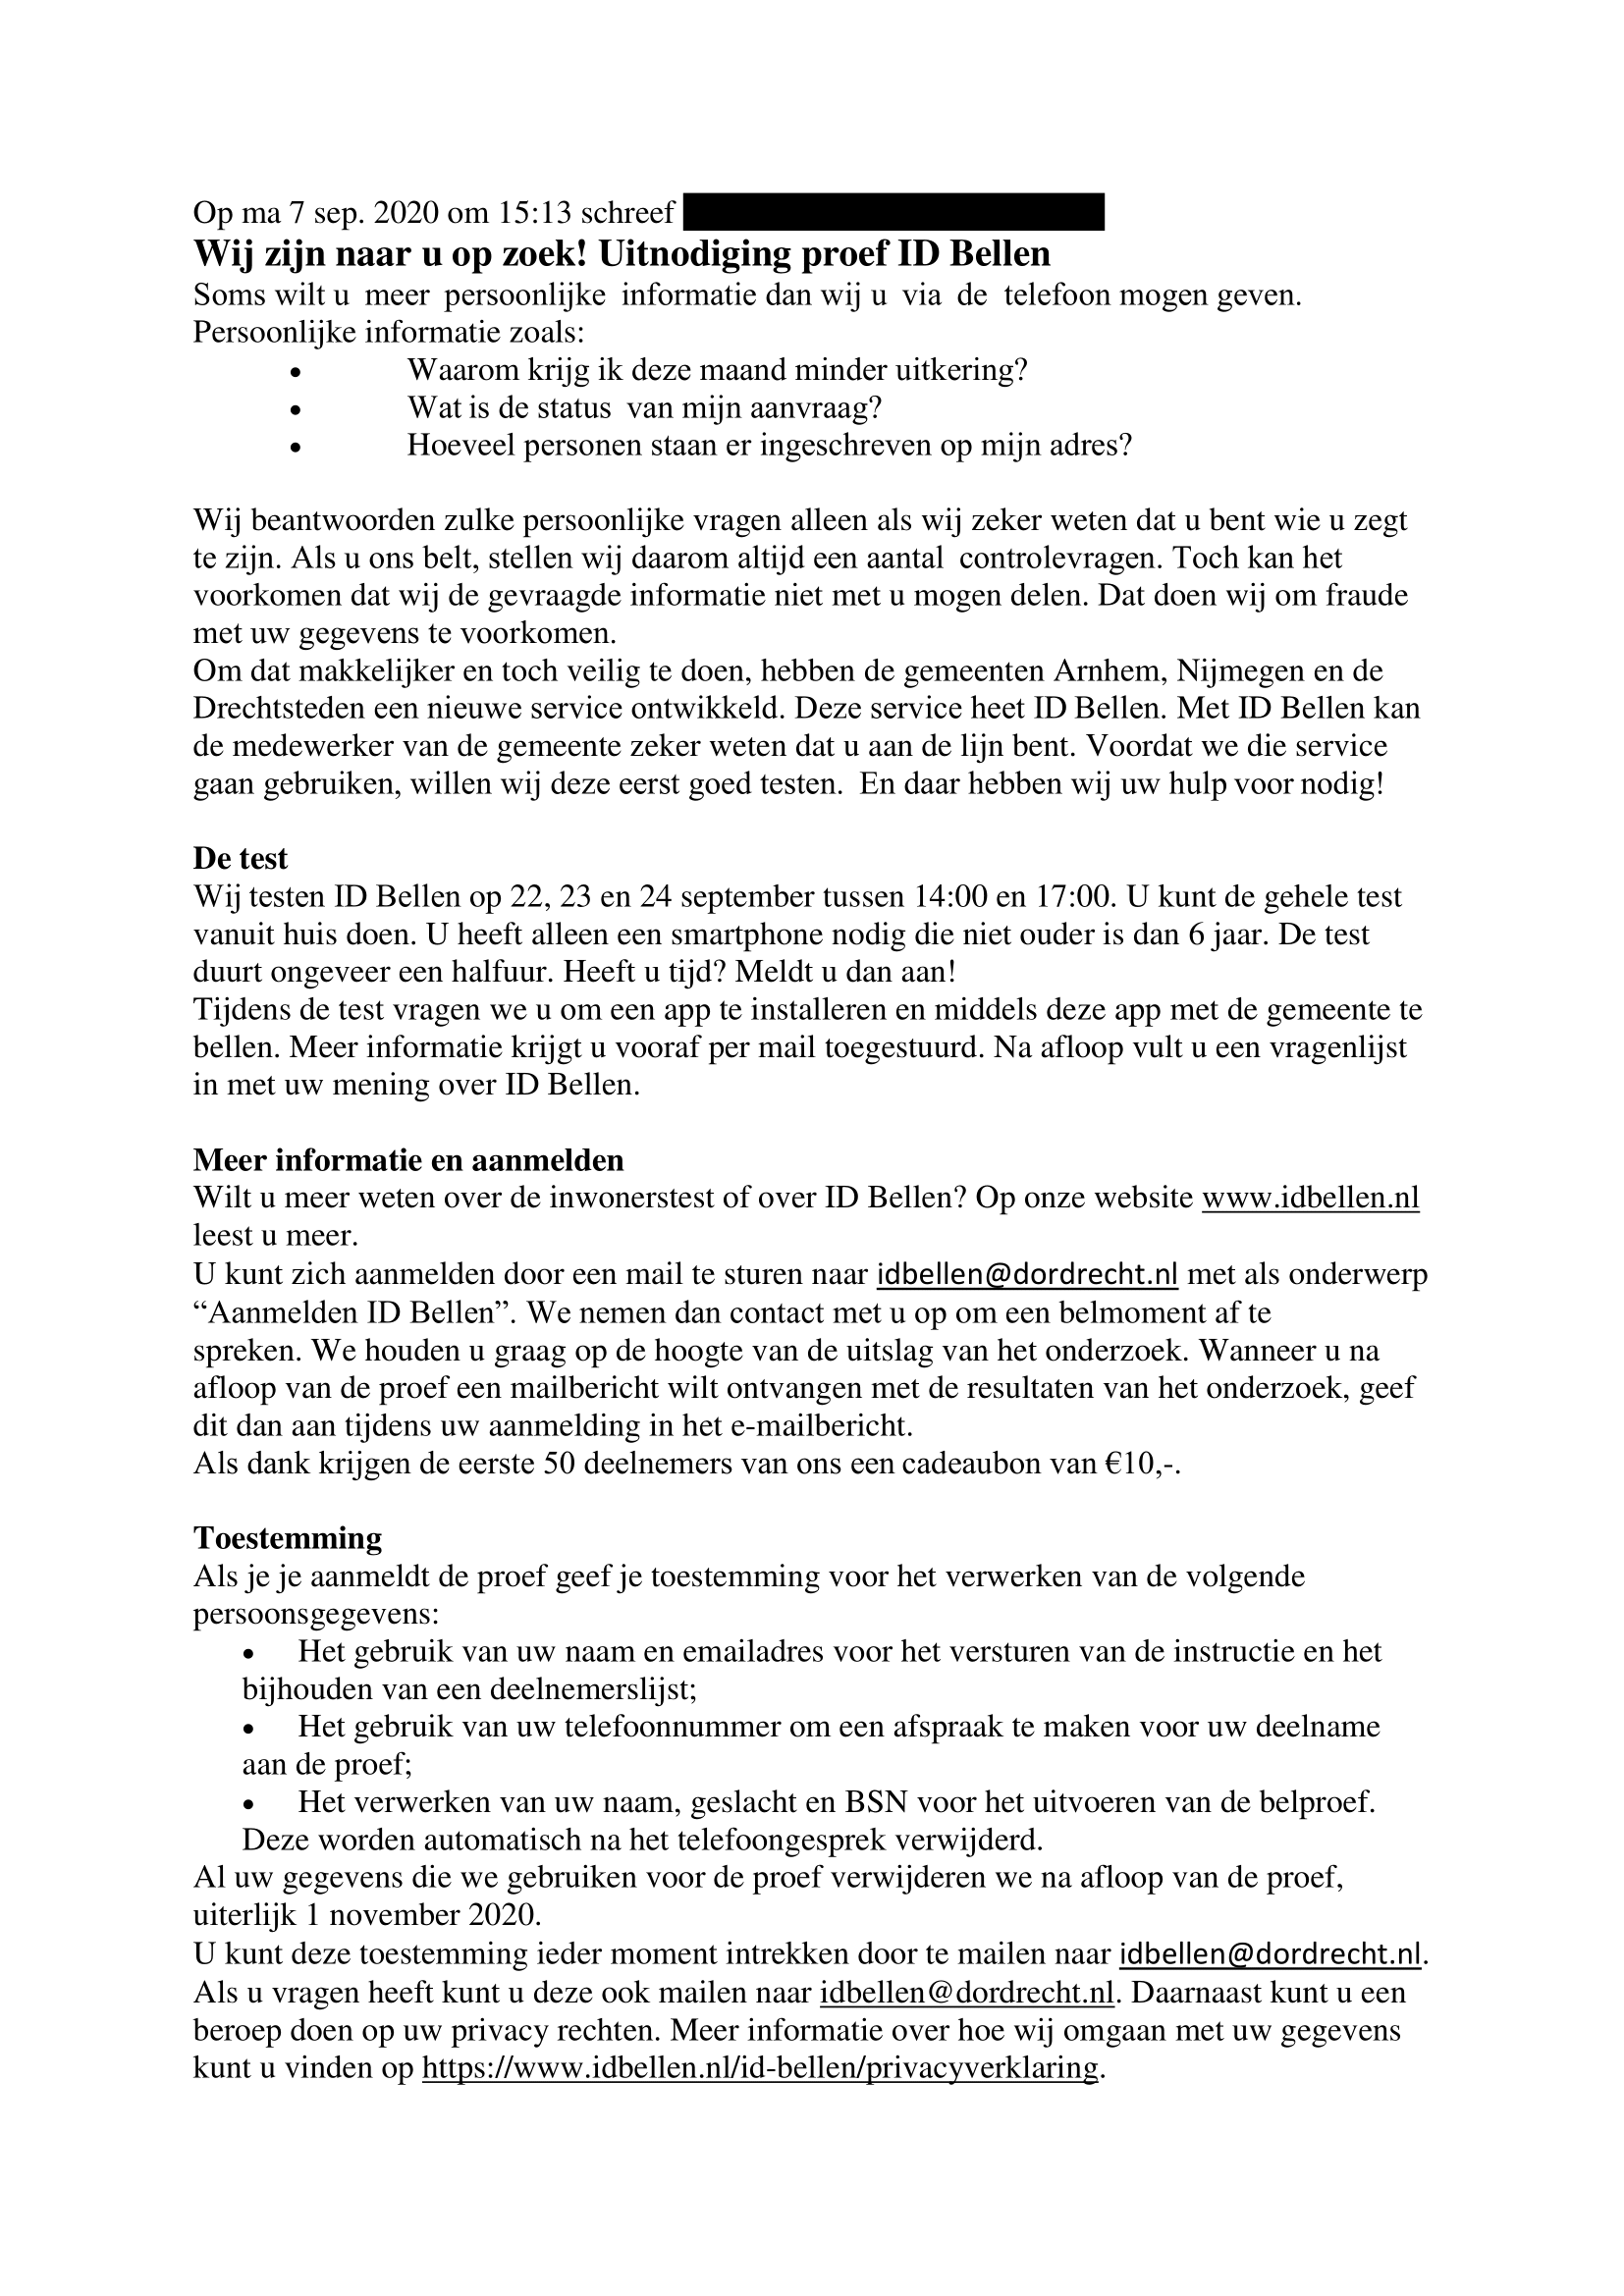 Op ma 7 sep. 2020 om 15:13 schreef
Wij zijn naar u op zoek! Uitnodiging proef ID Bellen
Soms wilt u meer persoonlijke informatie dan wij u via de telefoon mogen geven.
Persoonlijke informatie zoals:
• Waarom krijg ik deze maand minder uitkering?
• Wat is de status van mijn aanvraag?
• Hoeveel personen staan er ingeschreven op mijn adres?
Wij beantwoorden zulke persoonlijke vragen alleen als wij zeker weten dat u bent wie u zegt
te zijn. Als u ons belt, stellen wij daarom altijd een aantal controlevragen. Toch kan het
voorkomen dat wij de gevraagde informatie niet met u mogen delen. Dat doen wij om fraude
met uw gegevens te voorkomen.
Om dat makkelijker en toch veilig te doen, hebben de gemeenten Arnhem, Nijmegen en de
Drechtsteden een nieuwe service ontwikkeld. Deze service heet ID Bellen. Met ID Bellen kan
de medewerker van de gemeente zeker weten dat u aan de lijn bent. Voordat we die service
gaan gebruiken, willen wij deze eerst goed testen. En daar hebben wij uw hulp voor nodig!
De test
Wij testen ID Bellen op 22, 23 en 24 september tussen 14:00 en 17:00. U kunt de gehele test
vanuit huis doen. U heeft alleen een smartphone nodig die niet ouder is dan 6 jaar. De test
duurt ongeveer een halfuur. Heeft u tijd? Meldt u dan aan!
Tijdens de test vragen we u om een app te installeren en middels deze app met de gemeente te
bellen. Meer informatie krijgt u vooraf per mail toegestuurd. Na afloop vult u een vragenlijst
in met uw mening over ID Bellen.
Meer informatie en aanmelden
Wilt u meer weten over de inwonerstest of over ID Bellen? Op onze website www.idbellen.nl
leest u meer.
U kunt zich aanmelden door een mail te sturen naar idbellen@dordrecht.nl met als onderwerp
“Aanmelden ID Bellen”. We nemen dan contact met u op om een belmoment af te
spreken. We houden u graag op de hoogte van de uitslag van het onderzoek. Wanneer u na
afloop van de proef een mailbericht wilt ontvangen met de resultaten van het onderzoek, geef
dit dan aan tijdens uw aanmelding in het e-mailbericht.
Als dank krijgen de eerste 50 deelnemers van ons een cadeaubon van €10,-.
Toestemming
Als je je aanmeldt de proef geef je toestemming voor het verwerken van de volgende
persoonsgegevens:
• Het gebruik van uw naam en emailadres voor het versturen van de instructie en het
bijhouden van een deelnemerslijst;
• Het gebruik van uw telefoonnummer om een afspraak te maken voor uw deelname
aan de proef;
• Het verwerken van uw naam, geslacht en BSN voor het uitvoeren van de belproef.
Deze worden automatisch na het telefoongesprek verwijderd.
Al uw gegevens die we gebruiken voor de proef verwijderen we na afloop van de proef,
uiterlijk 1 november 2020.
U kunt deze toestemming ieder moment intrekken door te mailen naar idbellen@dordrecht.nl.
Als u vragen heeft kunt u deze ook mailen naar idbellen@dordrecht.nl. Daarnaast kunt u een
beroep doen op uw privacy rechten. Meer informatie over hoe wij omgaan met uw gegevens
kunt u vinden op https://www.idbellen.nl/id-bellen/privacyverklaring.